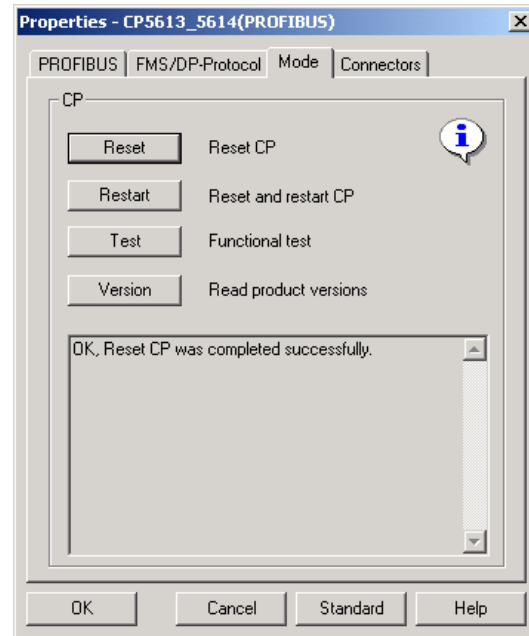 Properties - CP5613_5614(PROFIBUS)
PROFIBUS FMS/DP-Protocol Mode Connectors
CP
Reset Reset CP
Restart Reset and restart CP
Test Functional test
Version Read product versions
OK, Reset CP was completed successfully.
OK Cancel Standard Help